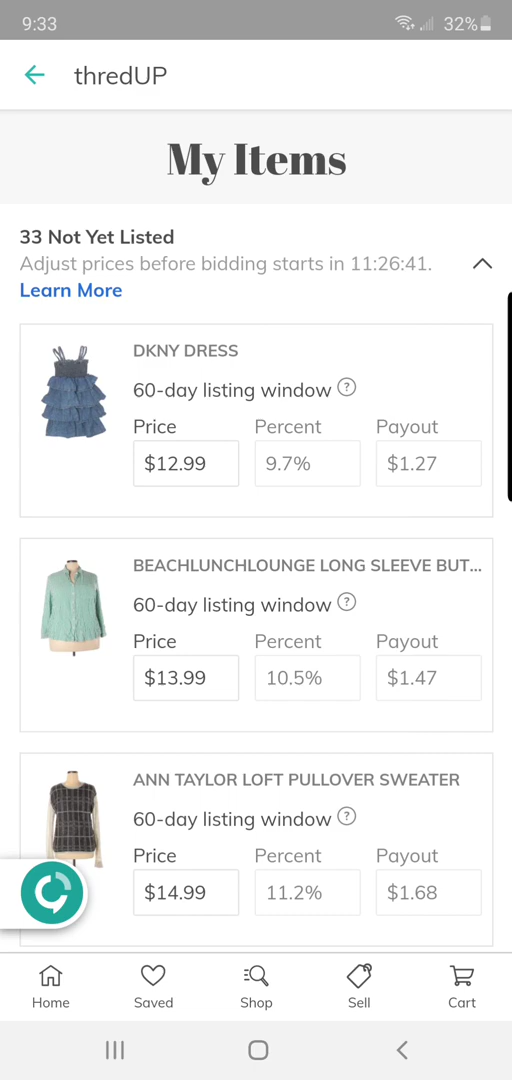 9:33
32%
thredUP
My Items
33 Not Yet Listed
Adjust prices before bidding starts in 11:26:41.
Learn More
DKNY DRESS
60-day listing window ?
Price Percent Payout
$12.99 9.7% $1.27
BEACHLUNCHLOUNGE LONG SLEEVE BUT...
60-day listing window ?
Price Percent Payout
$13.99 10.5% $1.47
ANN TAYLOR LOFT PULLOVER SWEATER
60-day listing window ?
Price Percent Payout
$14.99 11.2% $1.68
Home Saved Shop Sell Cart